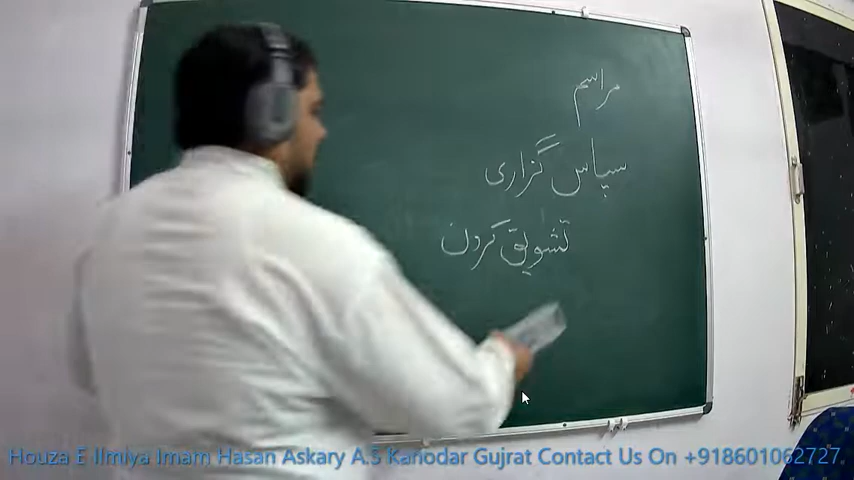 مراسم
سپاس گزاری
تشویق کردن
Houza E Ilmiya Imam Hasan Askary A.S Kanodar Gujrat Contact Us On +918601062727